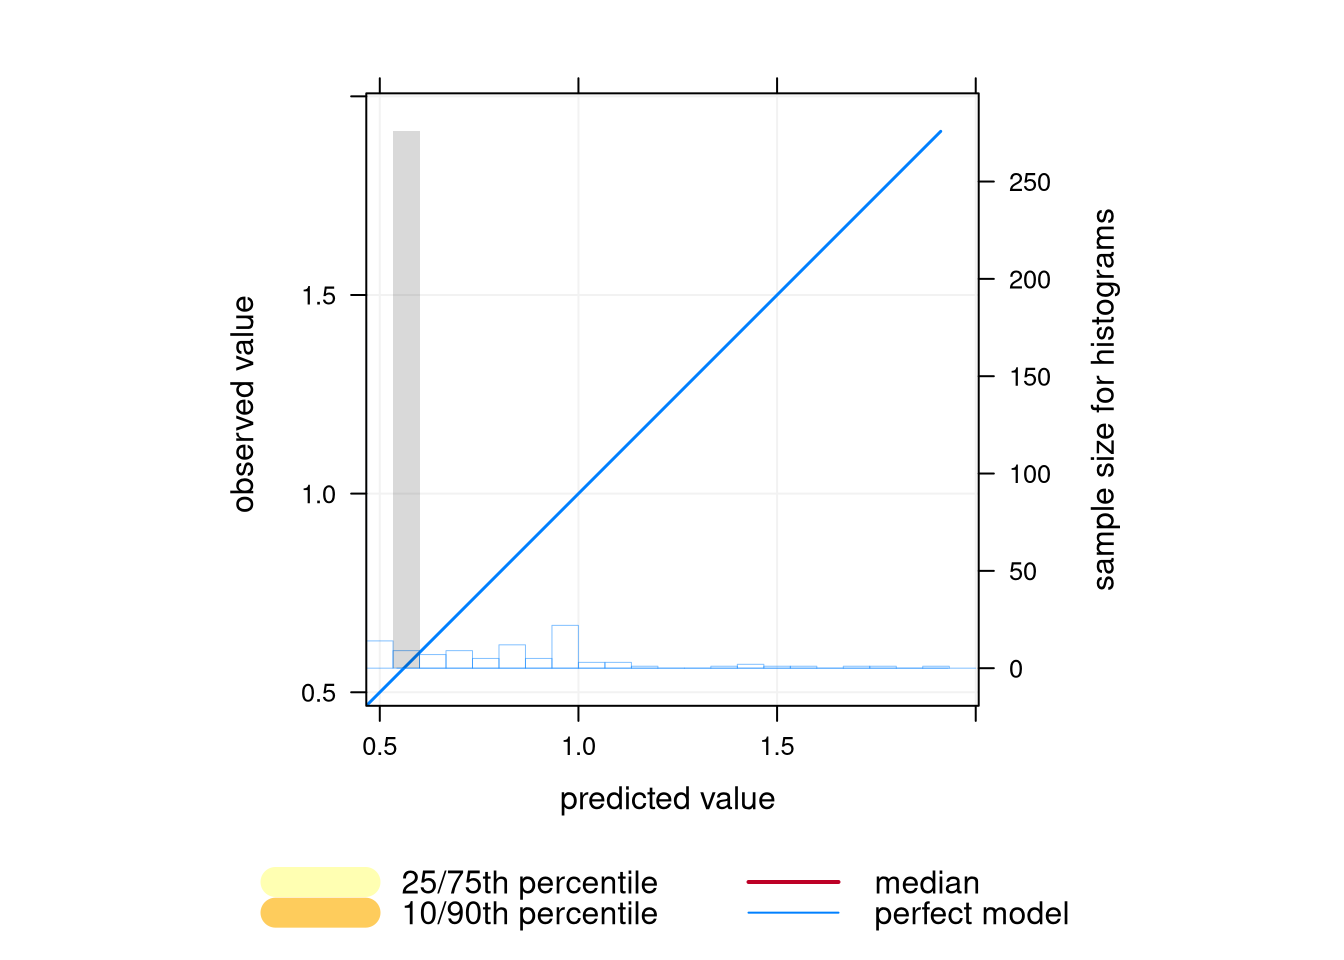 250
200
1.5
150
1.0
100
50
0
0.5
0.5 1.0 1.5
observed value
sample size for histograms
predicted value
25/75th percentile
median
10/90th percentile
perfect model